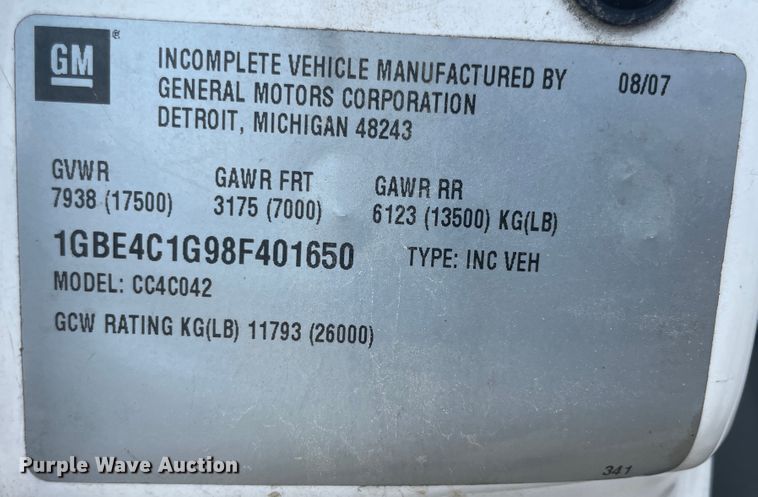 GM ®
INCOMPLETE VEHICLE MANUFACTURED BY 08/07
GENERAL MOTORS CORPORATION
DETROIT, MICHIGAN 48243
GVWR GAWR FRT GAWR RR
7938 (17500) 3175 (7000) 6123 (13500) KG(LB)
1GBE4C1G98F401650 TYPE: INC VEH
MODEL: CC4C042
GCW RATING KG(LB) 11793 (26000)
341
Purple Wave Auction